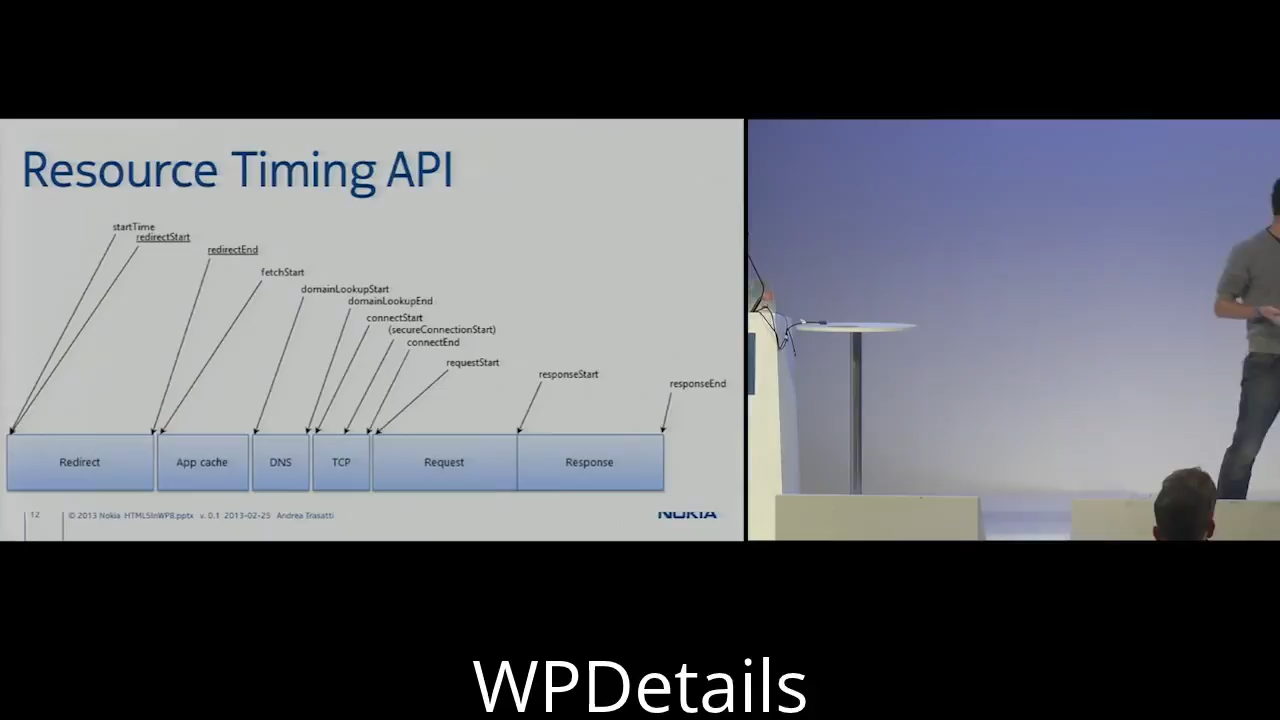 Resource Timing API
startTime
redirectStart
redirectEnd
fetchStart
domainLookupStart
domainLookupEnd
connectStart
(secureConnectionStart)
connectEnd
requestStart
responseStart
responseEnd
Redirect
App cache
DNS
TCP
Request
Response
12 © 2013 Nokia HTML5InWP8.pptx v. 0.1 2013-02-25 Andrea Trasatti
NOKIA
WPDetails